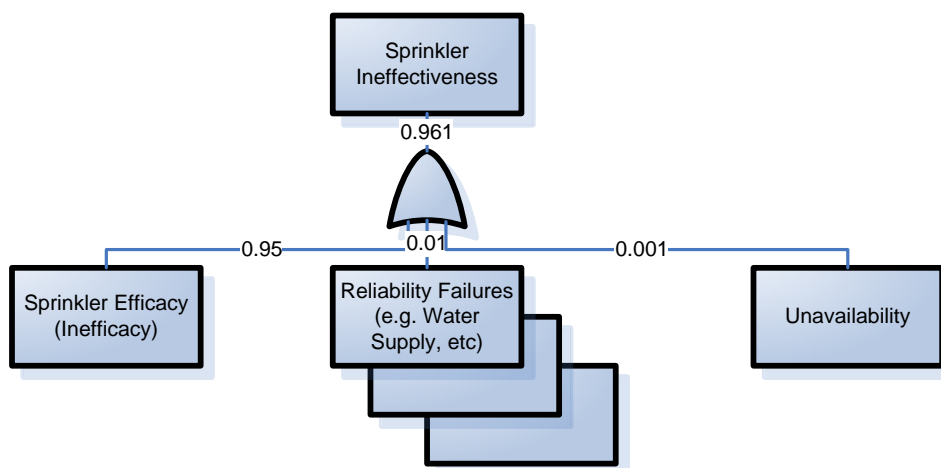 Sprinkler
Ineffectiveness
0.961
0.95
0.01
0.001
Sprinkler Efficacy
(Inefficacy)
Reliability Failures
(e.g. Water
Supply, etc)
Unavailability